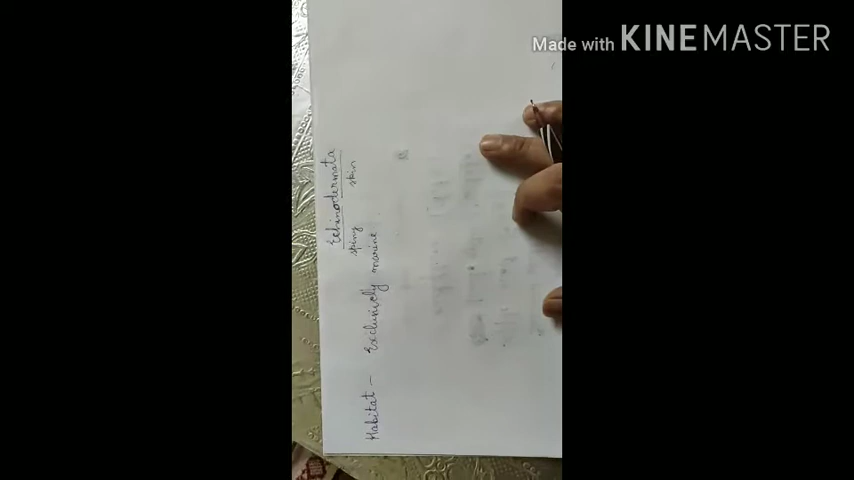 Made with KINEMASTER
Echinodermata
spiny skin
Habitat - Exclusively marine